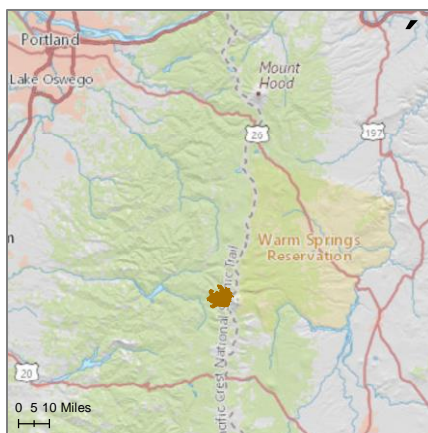 Portland
Lake Oswego
Mount
Hood
26
197
Warm Springs
Reservation
Pacific Crest National Scenic Trail
20
0 5 10 Miles